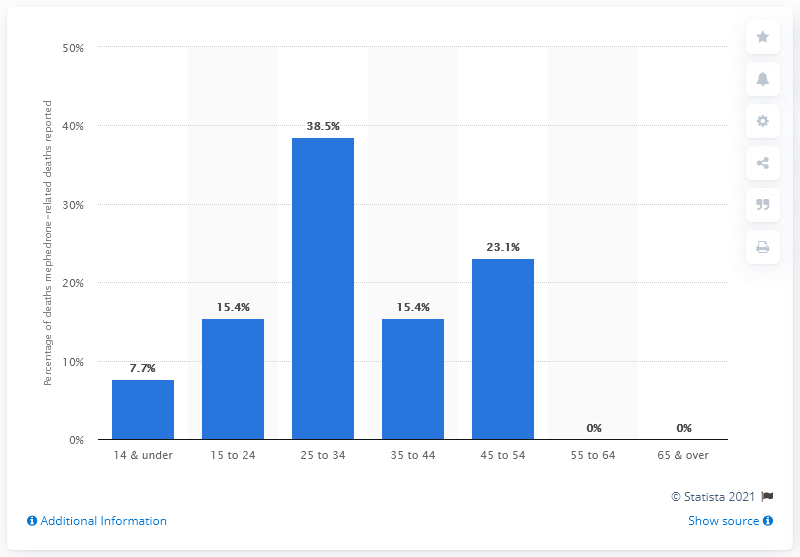 50%
40%
30%
20%
10%
0%
Percentage of deaths mephedrone-related deaths reported
7.7%
15.4%
38.5%
15.4%
23.1%
0%
0%
14 & under
15 to 24
25 to 34
35 to 44
45 to 54
55 to 64
65 & over
© Statista 2021
Additional Information
Show source